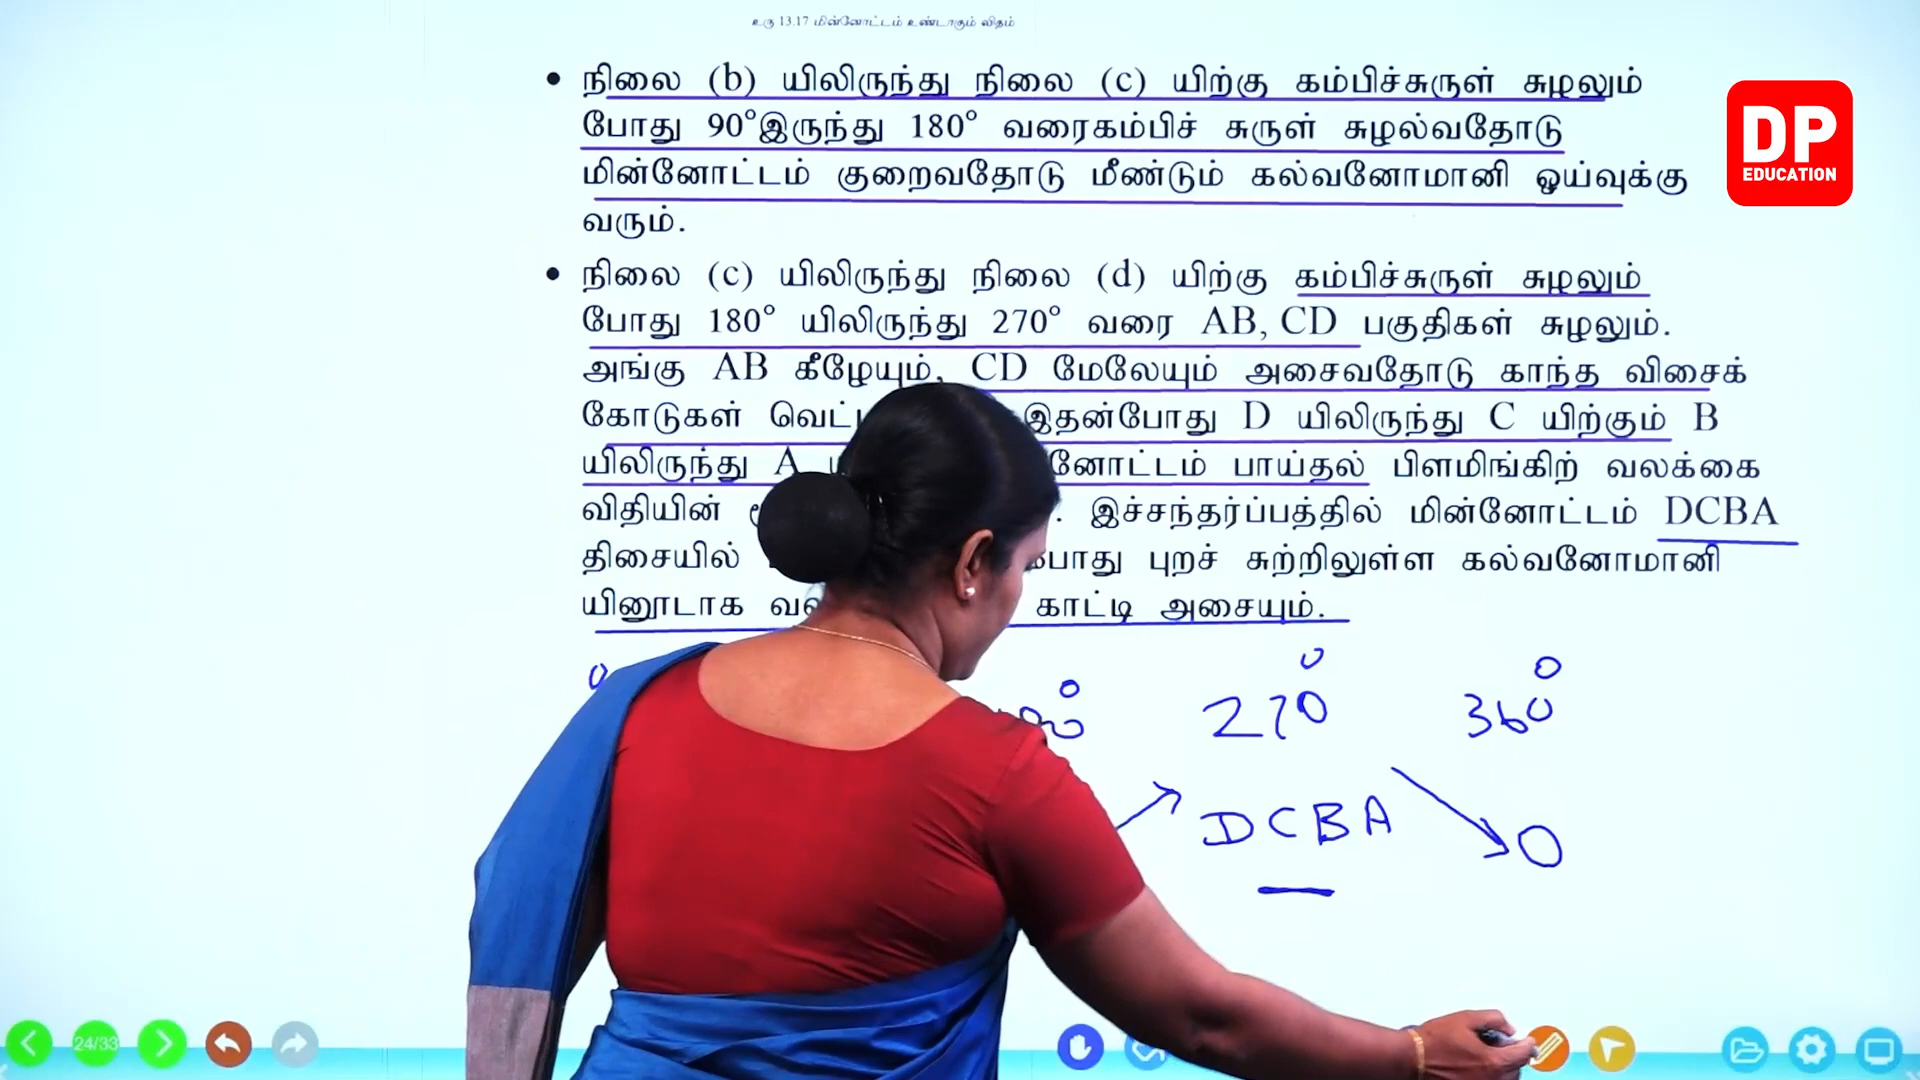 உரு 13.17 மின்னோட்டம் உண்டாகும் விதம்
• நிலை (b) யிலிருந்து நிலை (c) யிற்கு கம்பிச்சுருள் சுழலும்
போது 90°இருந்து 180° வரைகம்பிச் சுருள் சுழல்வதோடு
மின்னோட்டம் குறைவதோடு மீண்டும் கல்வனோமானி ஓய்வுக்கு
வரும்.
• நிலை (c) யிலிருந்து நிலை (d) யிற்கு கம்பிச்சுருள் சுழலும்
போது 180° யிலிருந்து 270° வரை AB, CD பகுதிகள் சுழலும்.
அங்கு AB கீழேயும், CD மேலேயும் அசைவதோடு காந்த விசைக்
கோடுகள் இதன்போது D யிலிருந்து C யிற்கும் B
யிலிருந்து A பாய்தல் பிளமிங்கிற் வலக்கை
விதியின் . இச்சந்தர்ப்பத்தில் மின்னோட்டம் DCBA
திசையில் புறச் சுற்றிலுள்ள கல்வனோமானி
யினூடாக காட்டி அசையும்.
270° 360°
DCBA 0
DP
EDUCATION
24/33